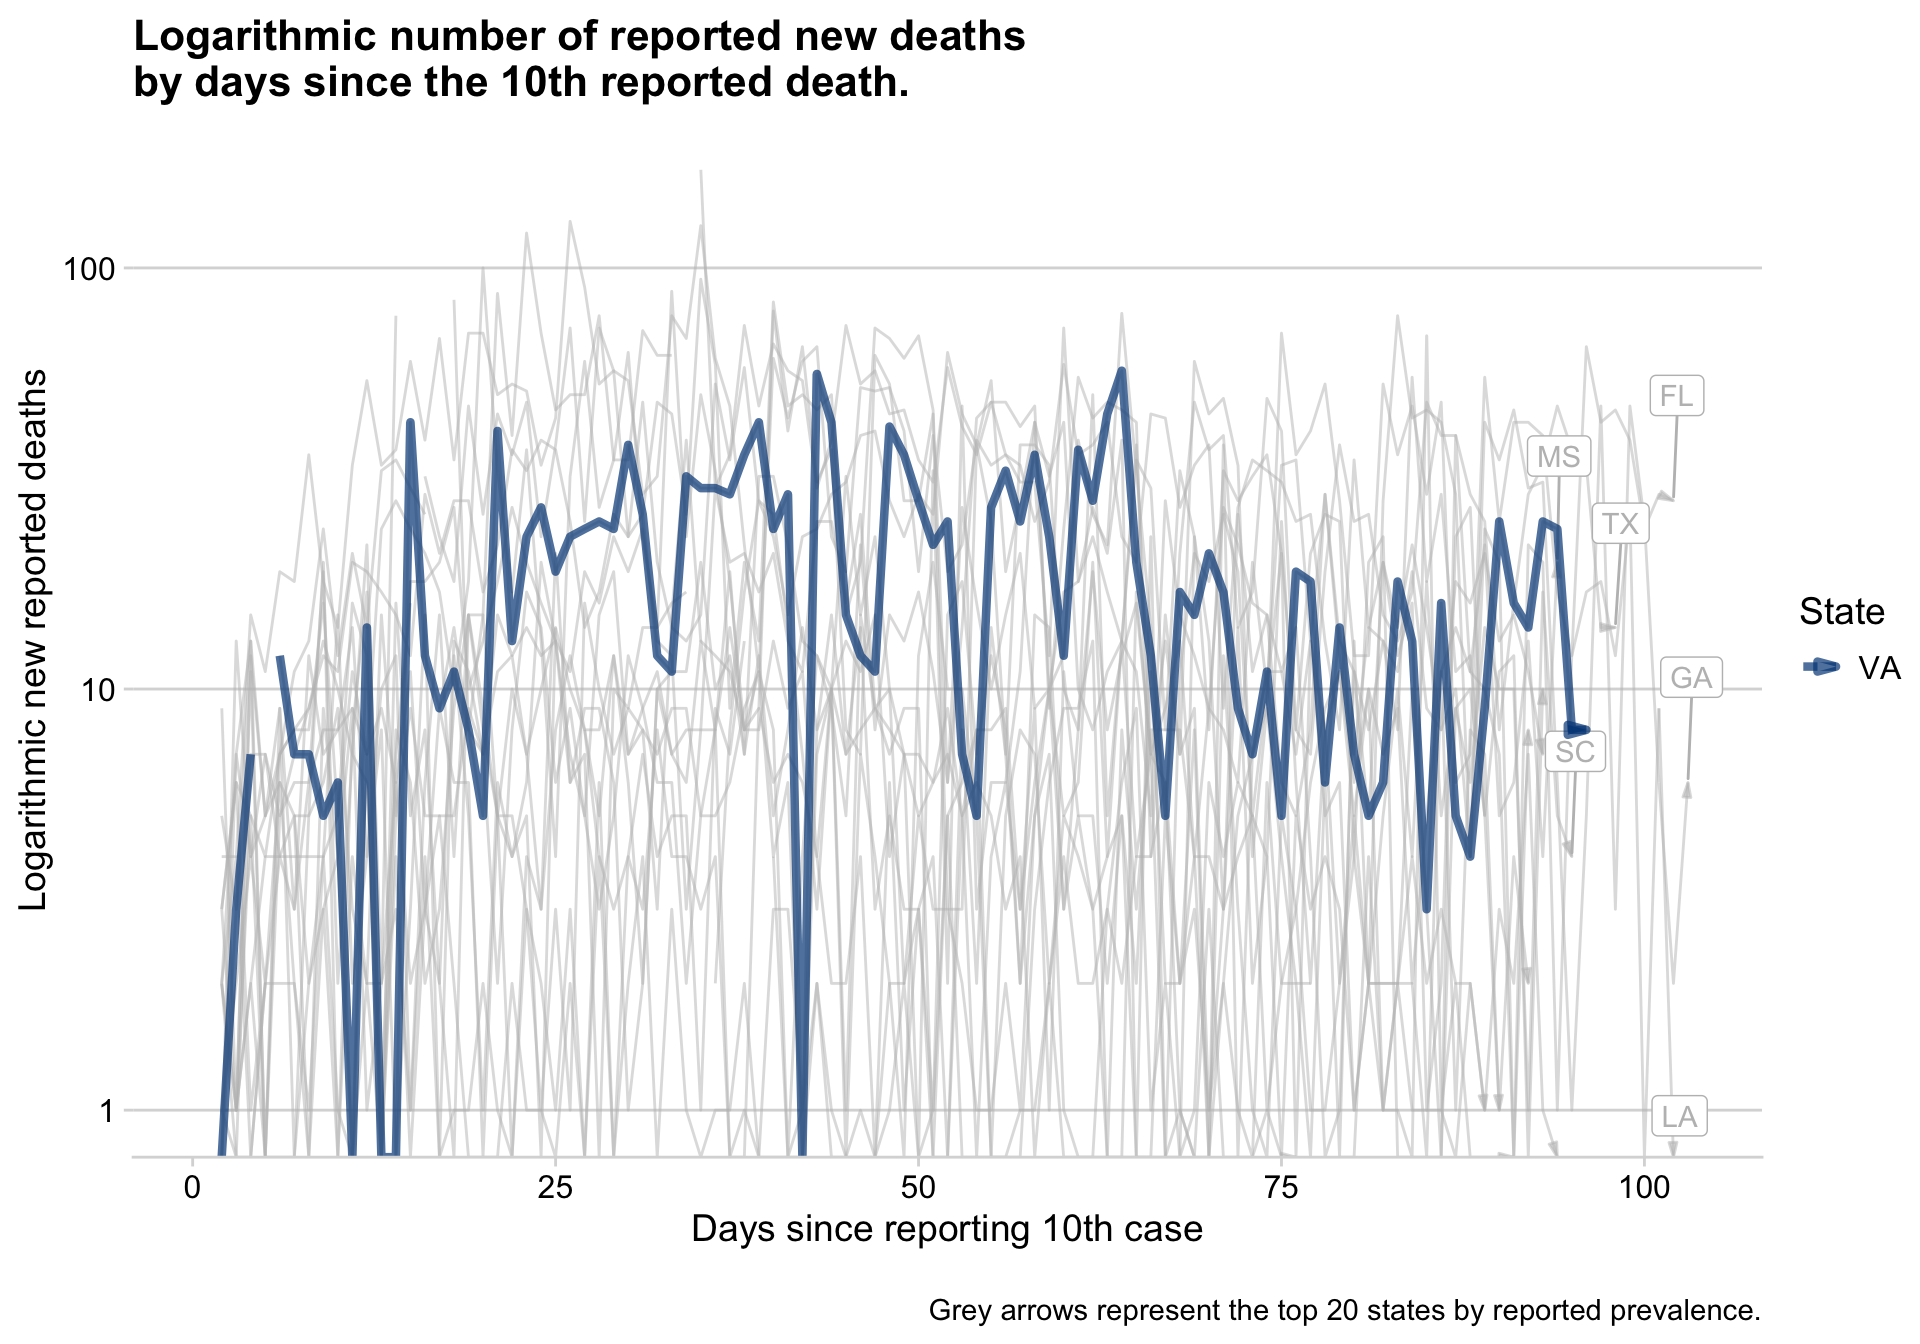 Logarithmic number of reported new deaths
by days since the 10th reported death.
Logarithmic new reported deaths
100
10
1
FL
MS
TX
GA
SC
LA
State
VA
0 25 50 75 100
Days since reporting 10th case
Grey arrows represent the top 20 states by reported prevalence.